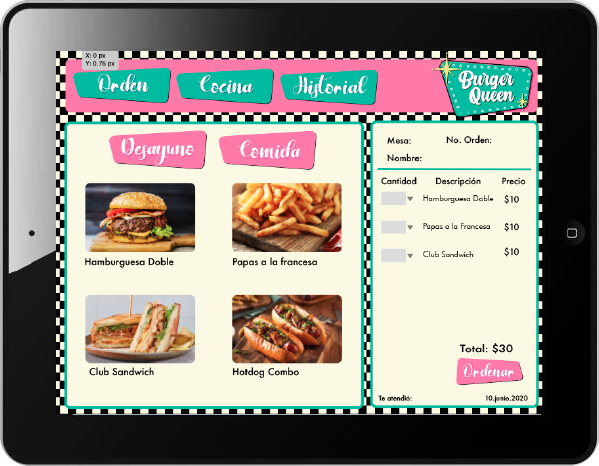 X: 0 px
Y: 0.75 px
Orden
Cocina
Historial
Burger
Queen
Desayuno
Comida
Hamburguesa Doble
Papas a la francesa
Club Sandwich
Hotdog Combo
Mesa:
No. Orden:
Nombre:
Cantidad Descripción Precio
Hamburguesa Doble $10
Papas a la Francesa $10
Club Sandwich $10
Total: $30
Ordenar
Te atendió: 10.junio.2020